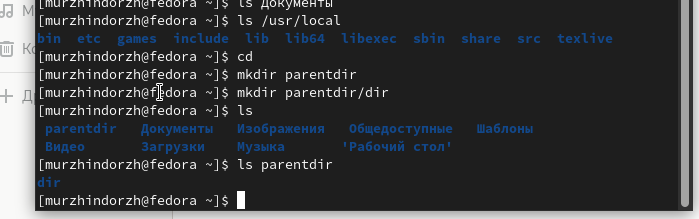 [murzhindorzh@fedora ~]$ ls Документы
[murzhindorzh@fedora ~]$ ls /usr/local
bin etc games include lib lib64 libexec sbin share src texlive
[murzhindorzh@fedora ~]$ cd
[murzhindorzh@fedora ~]$ mkdir parentdir
[murzhindorzh@fedora ~]$ mkdir parentdir/dir
[murzhindorzh@fedora ~]$ ls
parentdir Документы Изображения Общедоступные Шаблоны
Видео Загрузки Музыка 'Рабочий стол'
[murzhindorzh@fedora ~]$ ls parentdir
dir
[murzhindorzh@fedora ~]$